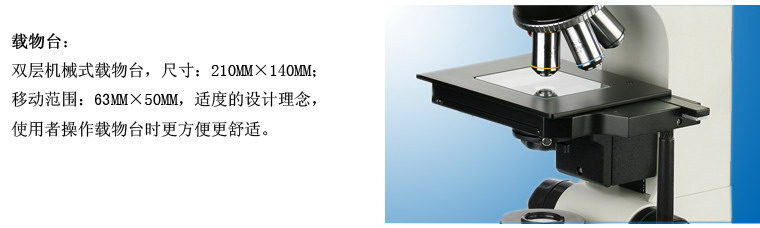 载物台：
双层机械式载物台，尺寸：210MM×140MM；
移动范围：63MM×50MM，适度的设计理念，
使用者操作载物台时更方便更舒适。